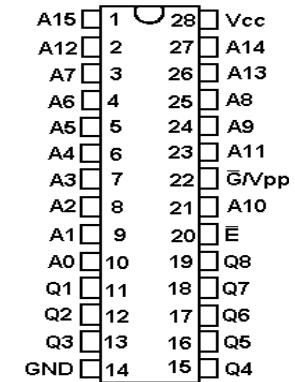 A15 1 28 Vcc
A12 2 27 A14
A7 3 26 A13
A6 4 25 A8
A5 5 24 A9
A4 6 23 A11
A3 7 22 G̅/Vpp
A2 8 21 A10
A1 9 20 E̅
A0 10 19 Q8
Q1 11 18 Q7
Q2 12 17 Q6
Q3 13 16 Q5
GND 14 15 Q4